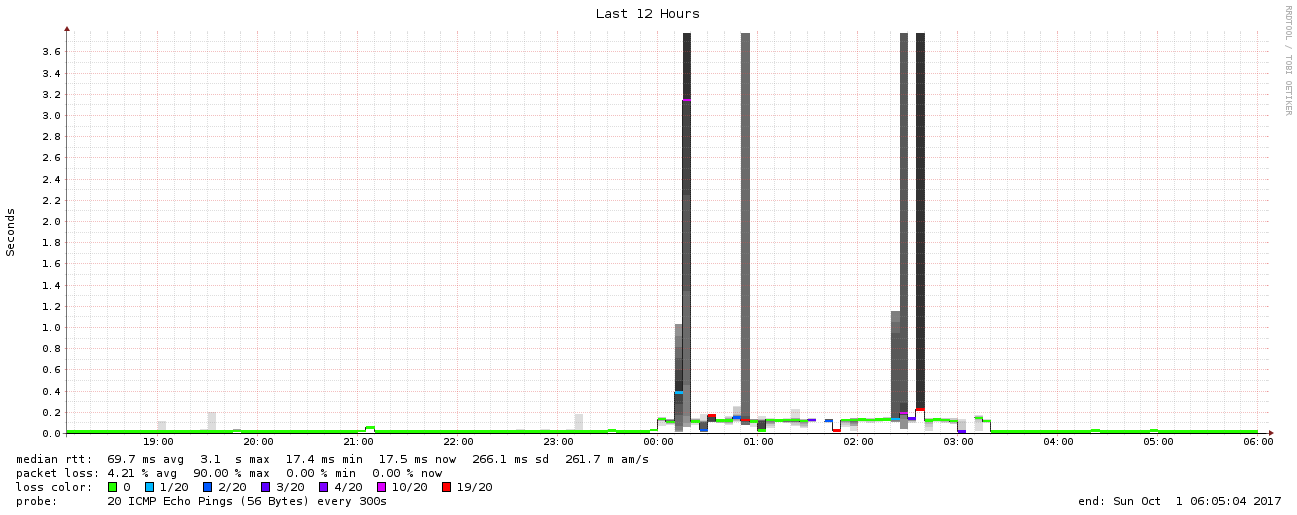 Last 12 Hours
RRDTOOL / TOBI OETIKER
Seconds
3.6
3.4
3.2
3.0
2.8
2.6
2.4
2.2
2.0
1.8
1.6
1.4
1.2
1.0
0.8
0.6
0.4
0.2
0.0
19:00 20:00 21:00 22:00 23:00 00:00 01:00 02:00 03:00 04:00 05:00 06:00
median rtt: 69.7 ms avg 3.1 s max 17.4 ms min 17.5 ms now 266.1 ms sd 261.7 m am/s
packet loss: 4.21 % avg 90.00 % max 0.00 % min 0.00 % now
loss color: 0 1/20 2/20 3/20 4/20 10/20 19/20
probe: 20 ICMP Echo Pings (56 Bytes) every 300s end: Sun Oct 1 06:05:04 2017